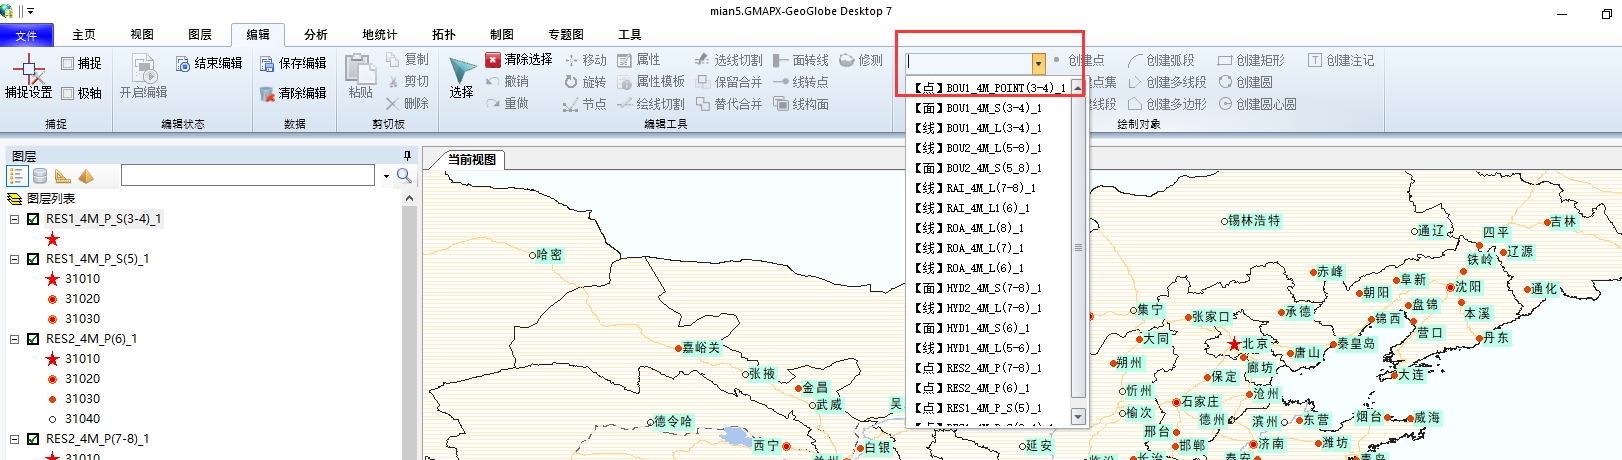 mian5.GMAPX-GeoGlobe Desktop 7
文件 主页 视图 图层 编辑 分析 地统计 拓扑 制图 专题图 工具
捕捉设置 捕捉 极轴
捕捉
开启编辑 结束编辑
编辑状态
保存编辑
清除编辑
数据
粘贴 复制
剪切
删除
剪切板
选择 清除选择 移动 属性 选线切割 面转线 修测
撤销 旋转 属性模板 保留合并 线转点
重做 节点 绘线切割 替代合并 线构面
编辑工具
创建点 创建弧段 创建矩形 创建注记
建点集 创建多线段 创建圆
建线段 创建多边形 创建圆心圆
绘制对象
【点】BOU1_4M_POINT(3-4)_1
【面】BOU1_4M_S(3-4)_1
【线】BOU1_4M_L(3-4)_1
【线】BOU2_4M_L(5-8)_1
【面】BOU2_4M_S(5_8)_1
【线】RAI_4M_L(7-8)_1
【线】RAI_4M_L1(6)_1
【线】ROA_4M_L(8)_1
【线】ROA_4M_L(7)_1
【线】ROA_4M_L(6)_1
【面】HYD2_4M_S(7-8)_1
【线】HYD2_4M_L(7-8)_1
【面】HYD1_4M_S(6)_1
【线】HYD1_4M_L(5-6)_1
【点】RES2_4M_P(7-8)_1
【点】RES2_4M_P(6)_1
【点】RES1_4M_P_S(5)_1
图层
图层列表
RES1_4M_P_S(3-4)_1
RES1_4M_P_S(5)_1
31010
31020
31030
RES2_4M_P(6)_1
31010
31020
31030
31040
RES2_4M_P(7-8)_1
31010
当前视图
锡林浩特
吉林
通辽
四平
哈密
辽源
铁岭
赤峰
阜新
沈阳
通化
朝阳
盘锦
集宁
承德
本溪
张家口
锦西
营口
大同
丹东
北京
秦皇岛
嘉峪关
唐山
朔州
廊坊
张掖
保定
大连
金昌
忻州
沧州
武威
吴
石家庄
榆次
德州
滨州
东营
烟台
威海
德令哈
邢台
西宁
白银
延安
邯郸
济南
潍坊
兰州
临汾
长治
泰安
青岛